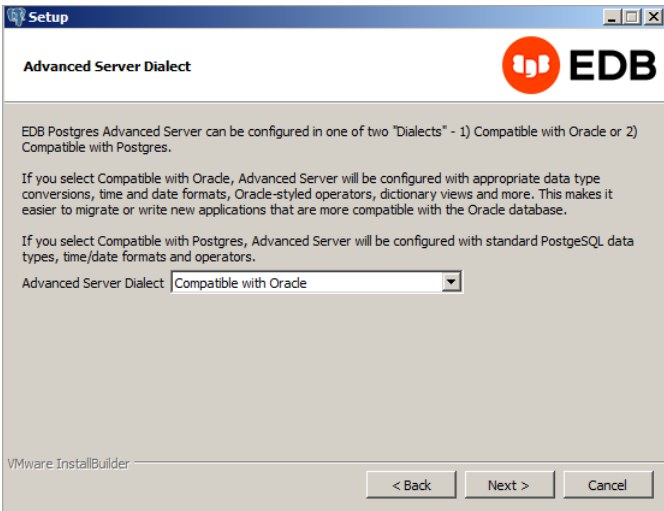 Setup
Advanced Server Dialect
EDB
EDB Postgres Advanced Server can be configured in one of two "Dialects" - 1) Compatible with Oracle or 2)
Compatible with Postgres.
If you select Compatible with Oracle, Advanced Server will be configured with appropriate data type
conversions, time and date formats, Oracle-styled operators, dictionary views and more. This makes it
easier to migrate or write new applications that are more compatible with the Oracle database.
If you select Compatible with Postgres, Advanced Server will be configured with standard PostgeSQL data
types, time/date formats and operators.
Advanced Server Dialect Compatible with Oracle
VMware InstallBuilder
< Back Next > Cancel